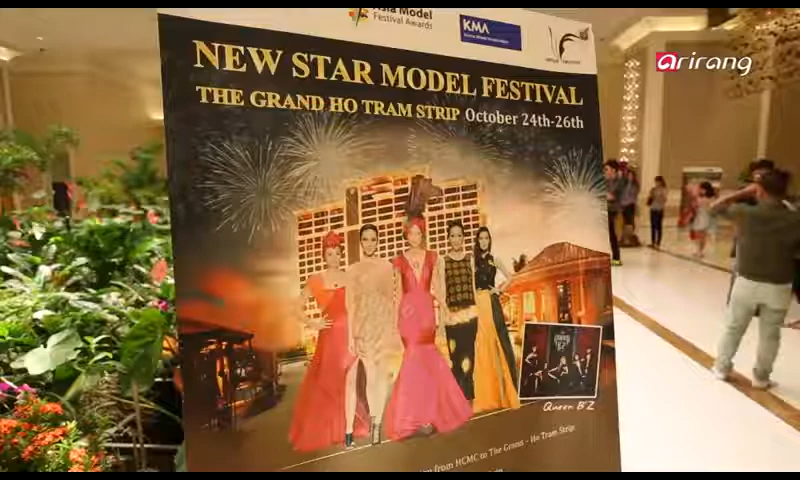 Asia Model
Festival Awards
KMA
arirang
NEW STAR MODEL FESTIVAL
THE GRAND HO TRAM STRIP October 24th-26th
Queen B'Z
from HCMC to The Grand - Ho Tram Strip